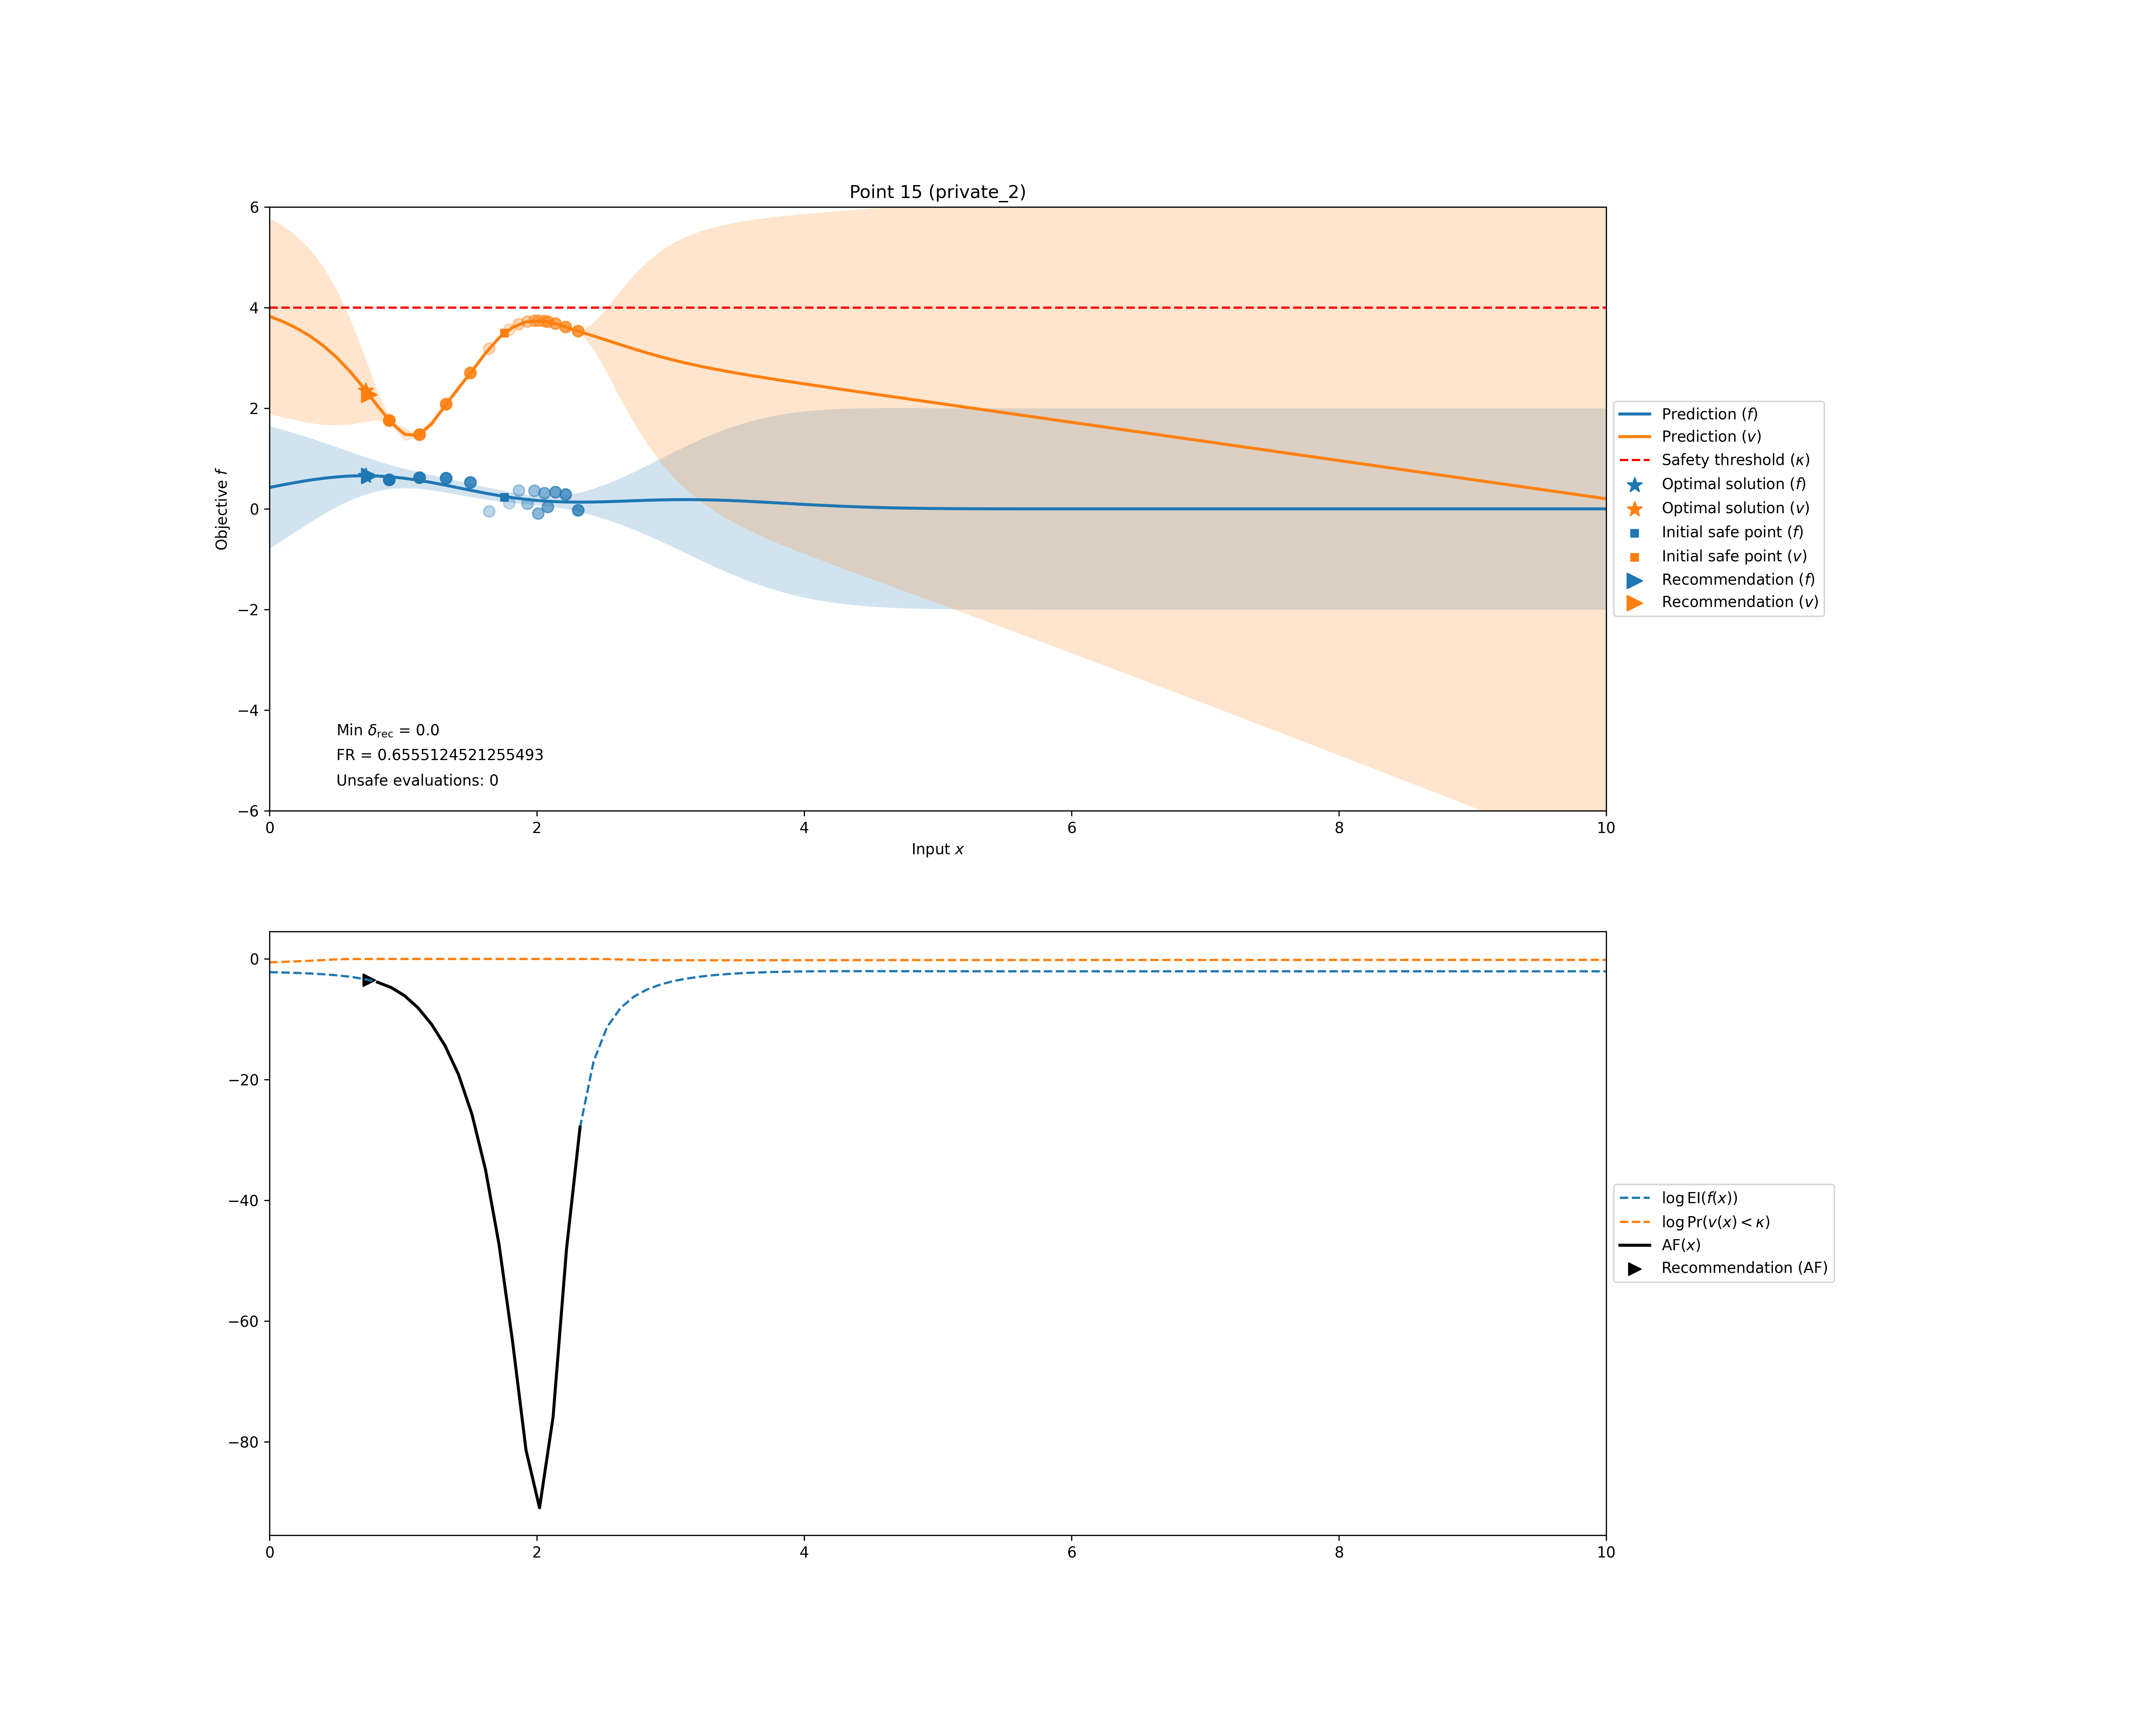 Point 15 (private_2)
6
4
2
0
−2
−4
−6
Objective f
Min δrec = 0.0
FR = 0.6555124521255493
Unsafe evaluations: 0
0 2 4 6 8 10
Input x
Prediction (f)
Prediction (v)
Safety threshold (κ)
Optimal solution (f)
Optimal solution (v)
Initial safe point (f)
Initial safe point (v)
Recommendation (f)
Recommendation (v)
0
−20
−40
−60
−80
0 2 4 6 8 10
log EI(f(x))
log Pr(v(x) < κ)
AF(x)
Recommendation (AF)